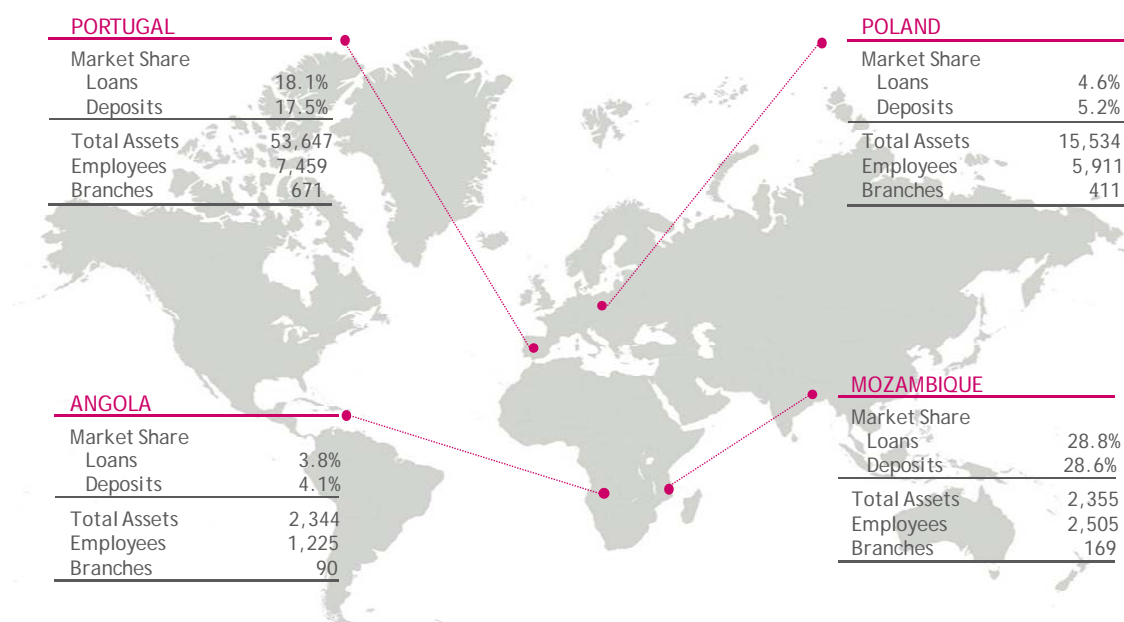 PORTUGAL
Market Share
Loans 18.1%
Deposits 17.5%
Total Assets 53,647
Employees 7,459
Branches 671
POLAND
Market Share
Loans 4.6%
Deposits 5.2%
Total Assets 15,534
Employees 5,911
Branches 411
ANGOLA
Market Share
Loans 3.8%
Deposits 4.1%
Total Assets 2,344
Employees 1,225
Branches 90
MOZAMBIQUE
Market Share
Loans 28.8%
Deposits 28.6%
Total Assets 2,355
Employees 2,505
Branches 169